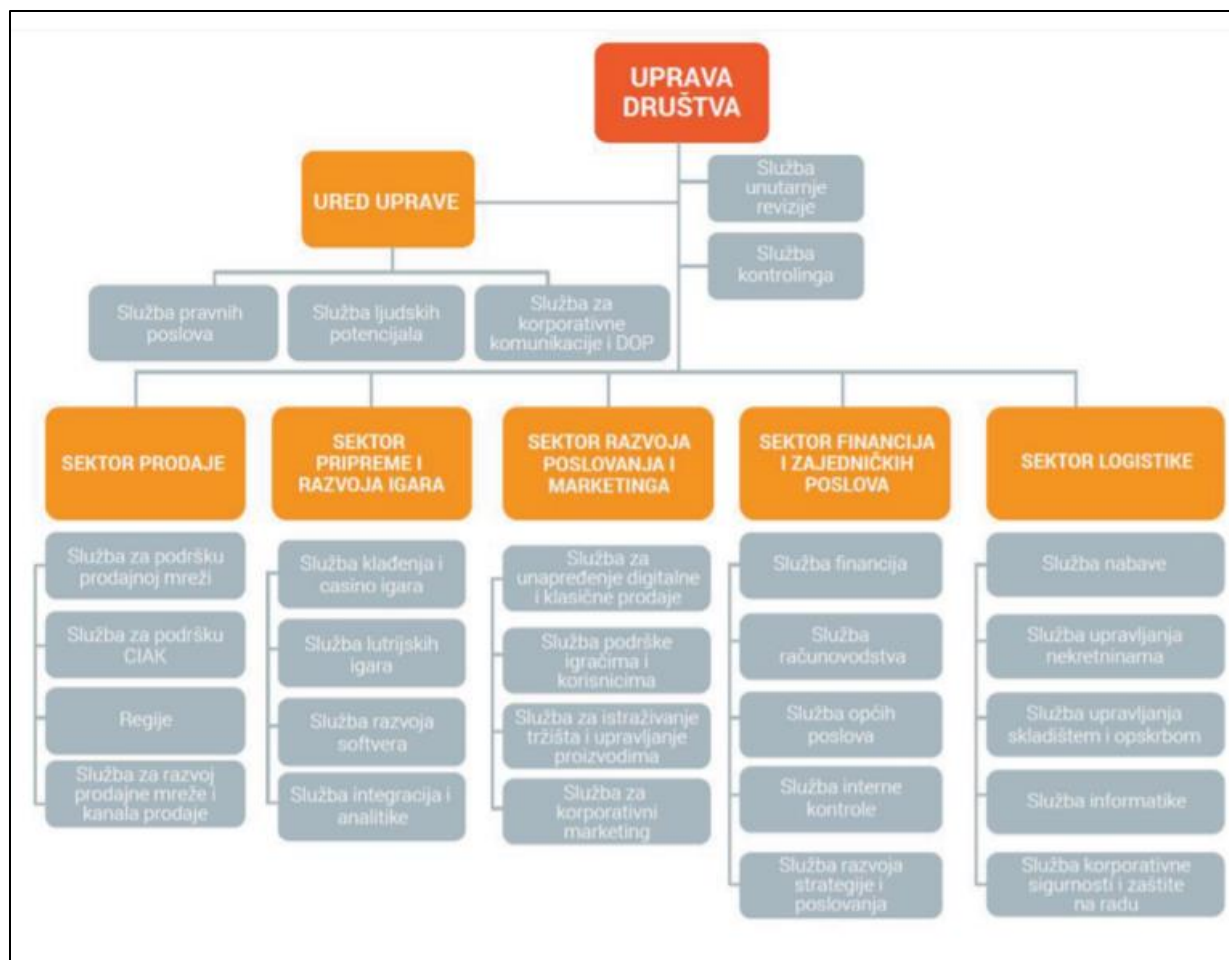 UPRAVA
DRUŠTVA
Služba
unutarnje
revizije
URED UPRAVE
Služba
kontrolinga
Služba pravnih
poslova
Služba ljudskih
potencijala
Služba za
korporativne
komunikacije i DOP
SEKTOR PRODAJE
SEKTOR
PRIPREME I
RAZVOJA IGARA
SEKTOR RAZVOJA
POSLOVANJA I
MARKETINGA
SEKTOR FINANCIJA
I ZAJEDNIČKIH
POSLOVA
SEKTOR LOGISTIKE
Služba za podršku
prodajnoj mreži
Služba za podršku
CIAK
Regije
Služba za razvoj
prodajne mreže i
kanala prodaje
Služba klađenja i
casino igara
Služba lutrijskih
igara
Služba razvoja
softvera
Služba integracija i
analitike
Služba za
unapređenje digitalne
i klasične prodaje
Služba podrške
igračima i
korisnicima
Služba za istraživanje
tržišta i upravljanje
proizvodima
Služba za
korporativni
marketing
Služba financija
Služba
računovodstva
Služba općih
poslova
Služba interne
kontrole
Služba razvoja
strategije i
poslovanja
Služba nabave
Služba upravljanja
nekretninama
Služba upravljanja
skladištem i opskrbom
Služba informatike
Služba korporativne
sigurnosti i zaštite
na radu